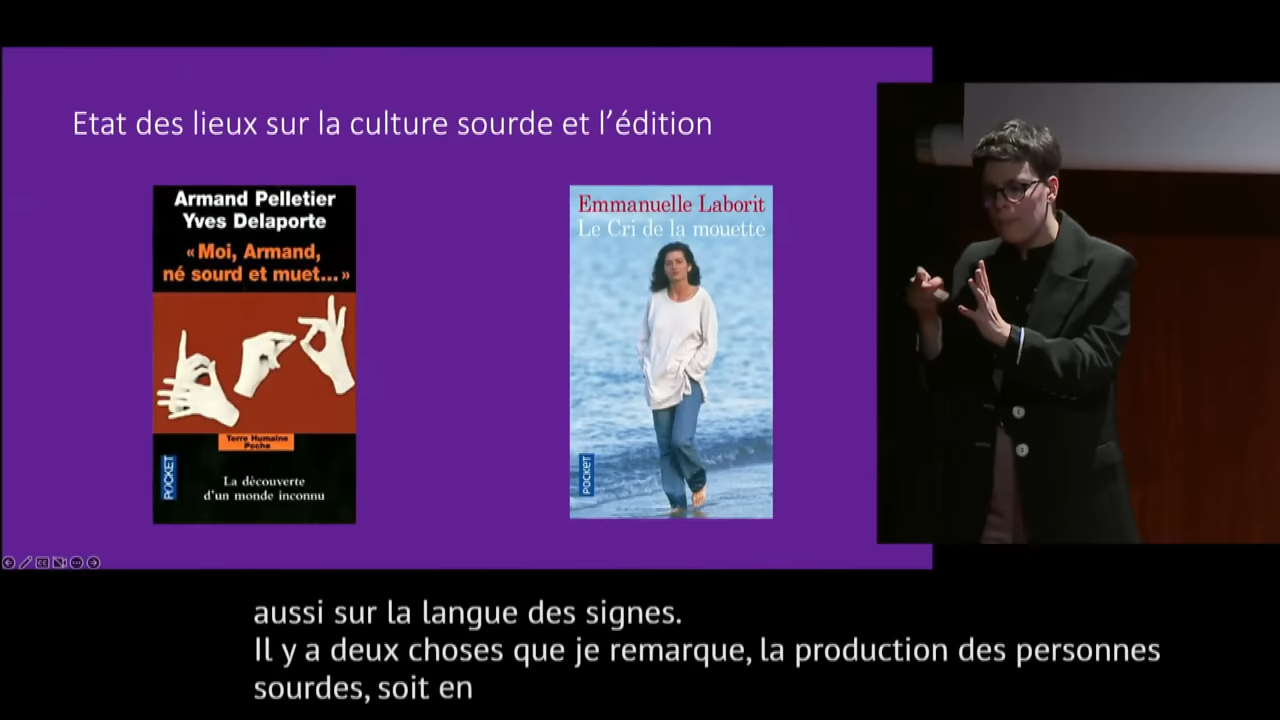 Etat des lieux sur la culture sourde et l’édition
Armand Pelletier
Yves Delaporte
«Moi, Armand,
né sourd et muet...»
Terre Humaine
Poche
POCKET
La découverte
d'un monde inconnu
Emmanuelle Laborit
Le Cri de la mouette
POCKET
CC
aussi sur la langue des signes.
Il y a deux choses que je remarque, la production des personnes
sourdes, soit en